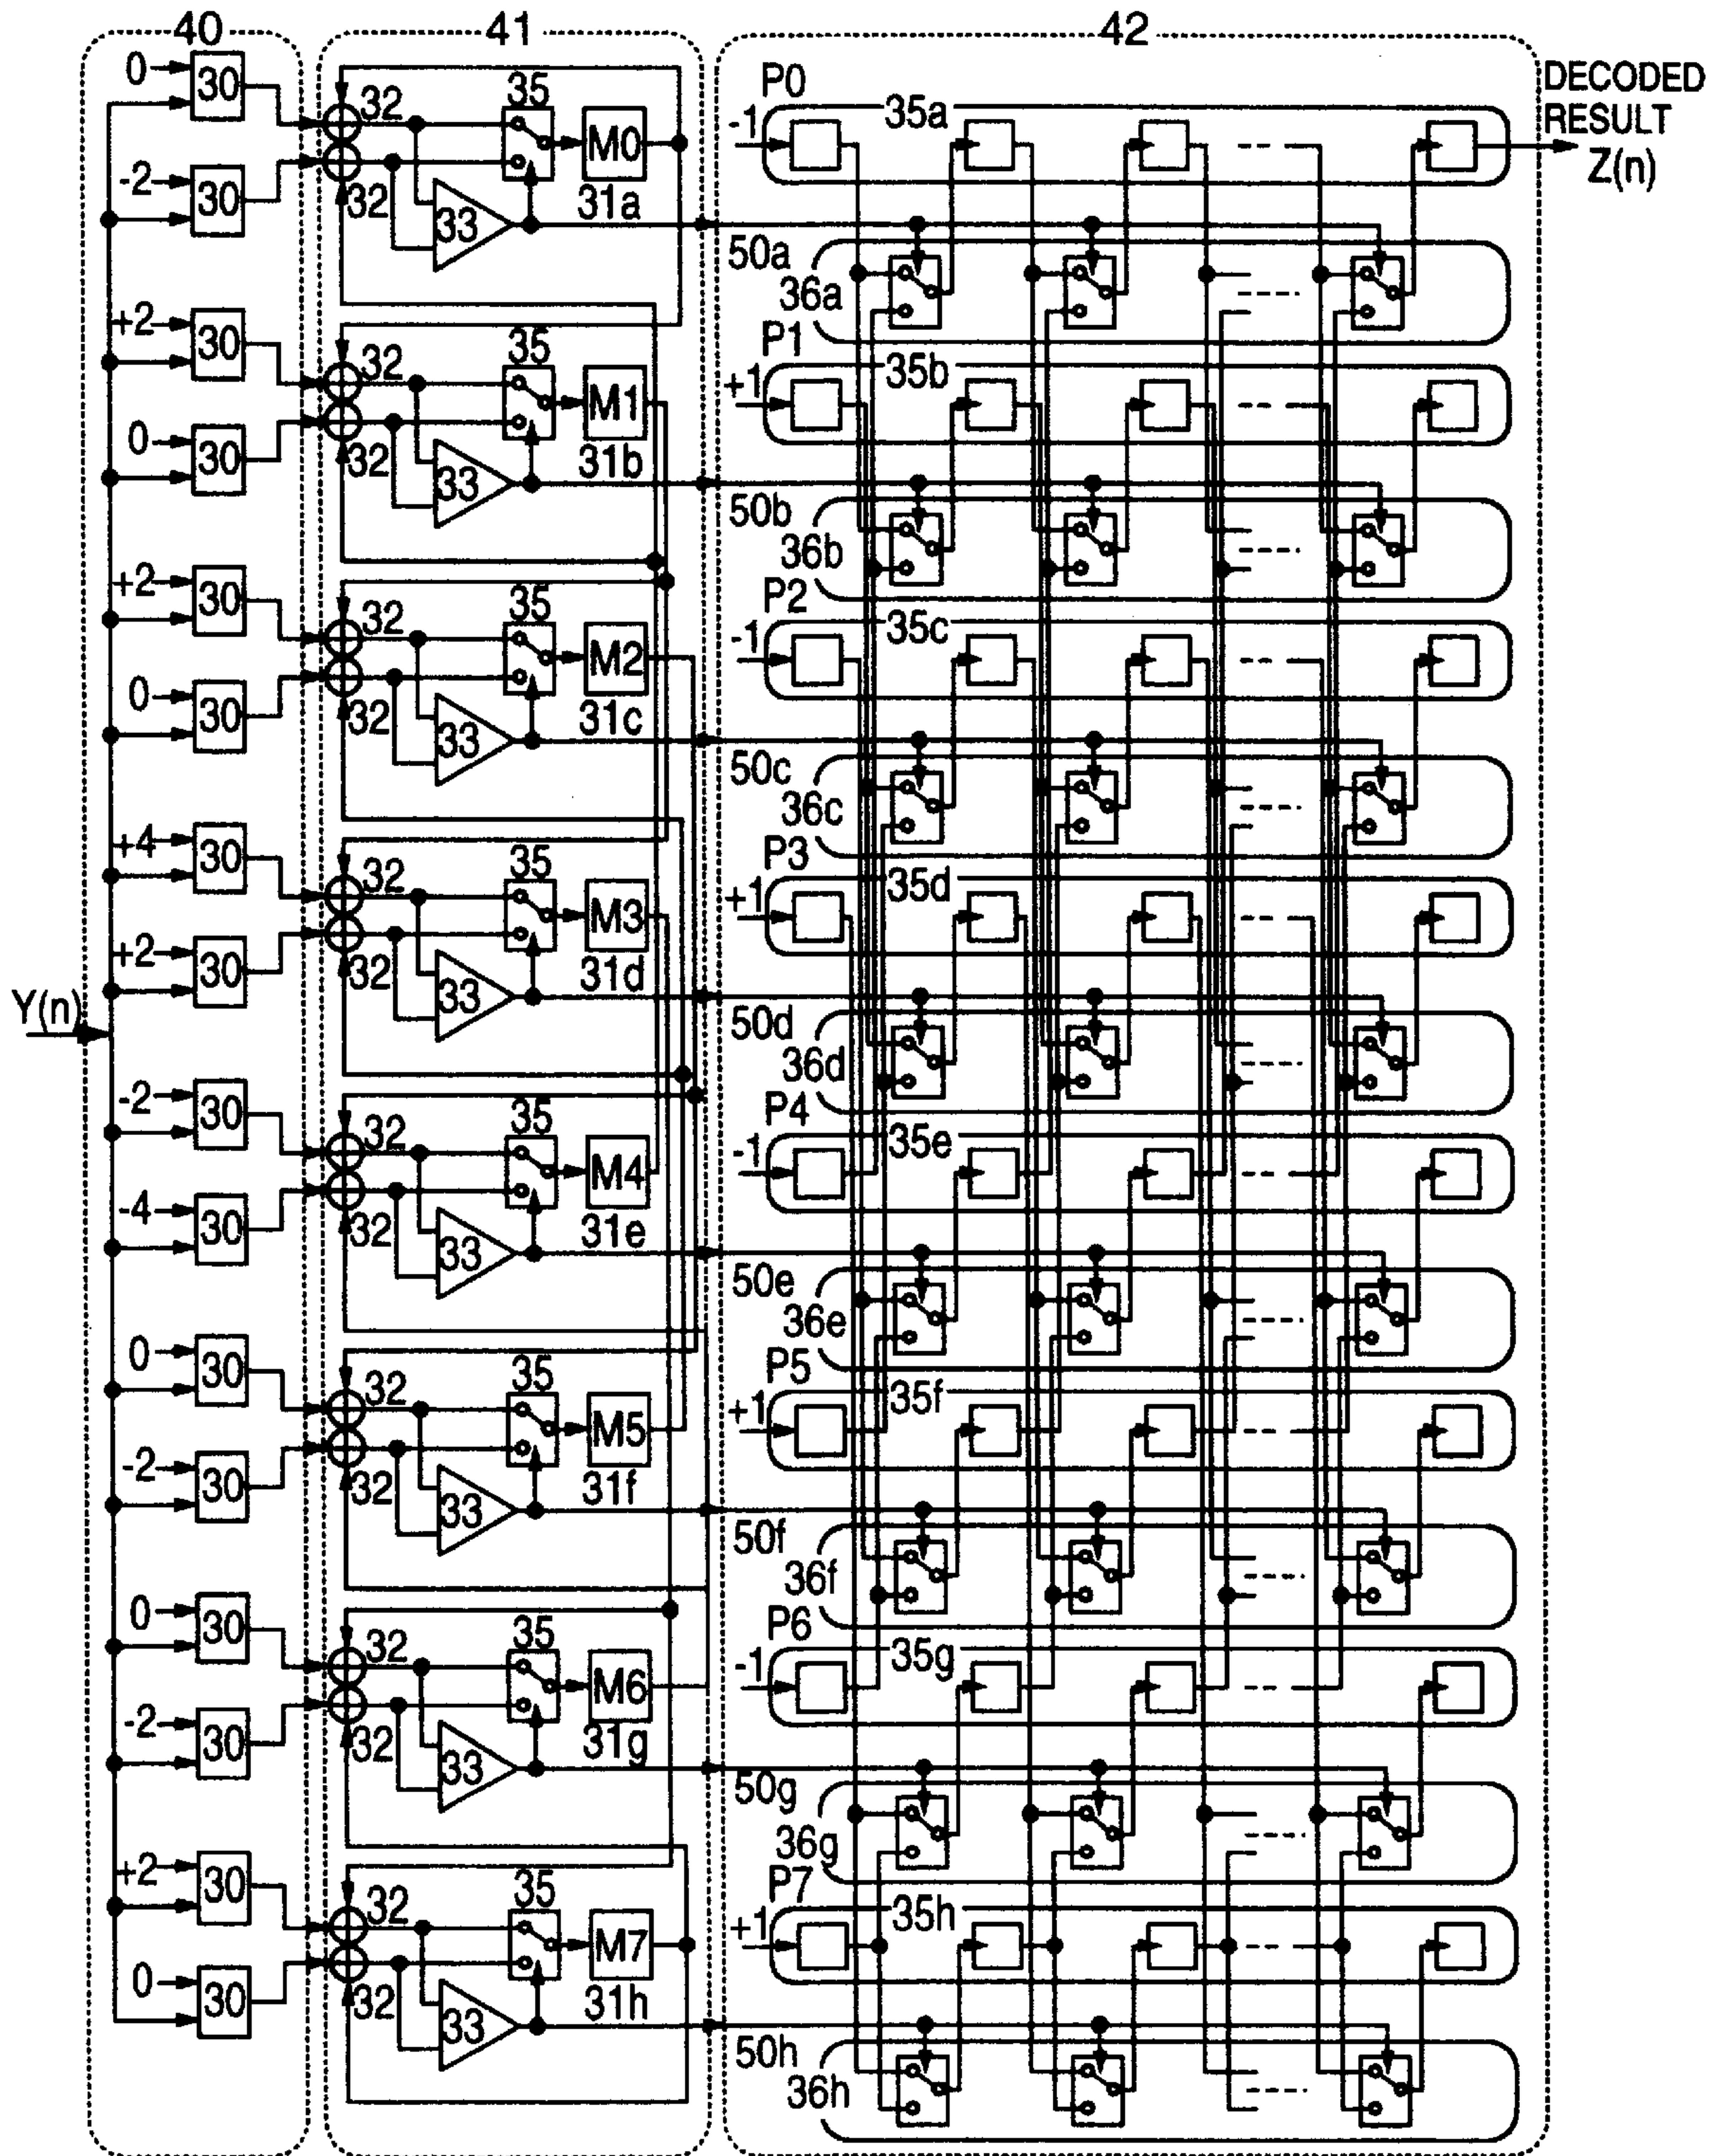 40 41 42
0 30 32 35 M0 31a P0 -1 35a DECODED
RESULT
Z(n)
-2 30 32 33 50a 36a
+2 30 32 35 M1 31b P1 +1 35b
0 30 32 33 50b 36b
+2 30 32 35 M2 31c P2 -1 35c
0 30 32 33 50c 36c
+4 30 32 35 M3 31d P3 +1 35d
+2 30 32 33 50d 36d
Y(n)
-2 30 32 35 M4 31e P4 -1 35e
-4 30 32 33 50e 36e
0 30 32 35 M5 31f P5 +1 35f
-2 30 32 33 50f 36f
0 30 32 35 M6 31g P6 -1 35g
-2 30 32 33 50g 36g
+2 30 32 35 M7 31h P7 +1 35h
0 30 32 33 50h 36h